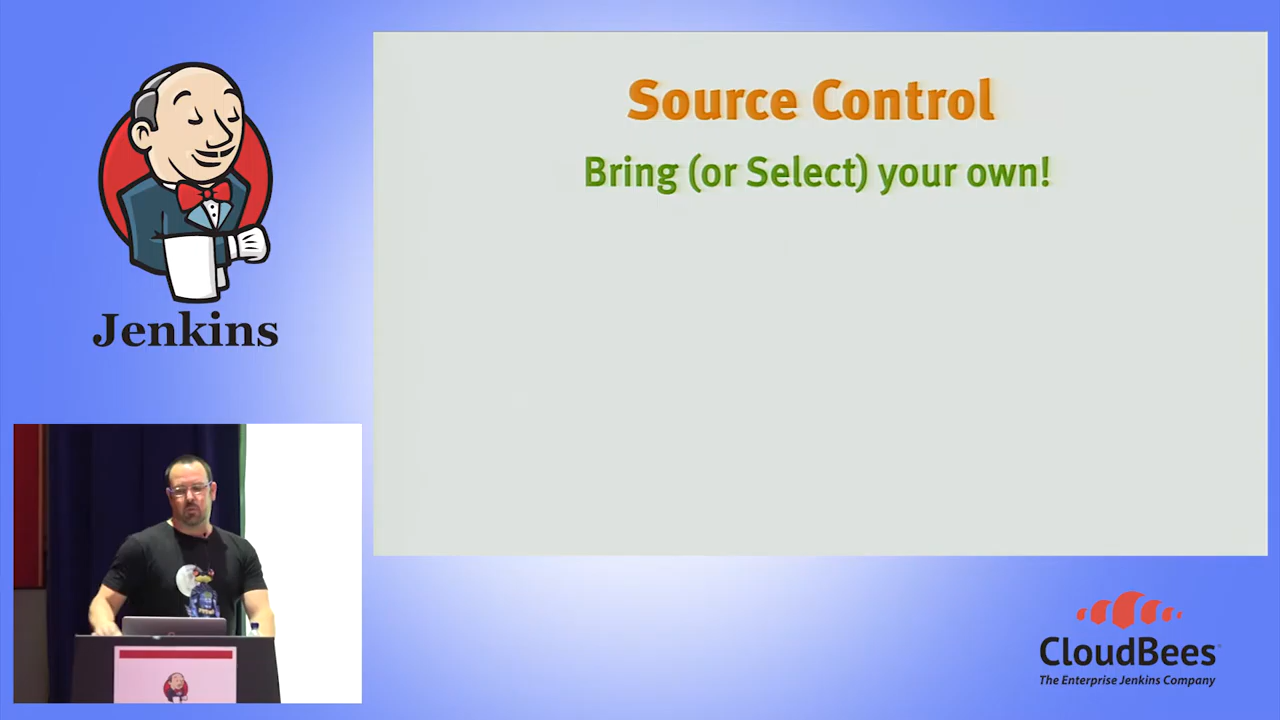 Source Control
Bring (or Select) your own!
Jenkins
CloudBees
The Enterprise Jenkins Company